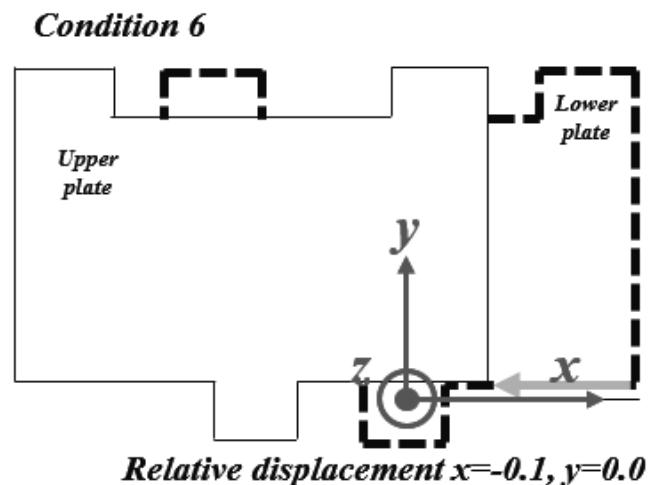 Condition 6
Lower
plate
Upper
plate
y
z
x
Relative displacement x=-0.1, y=0.0